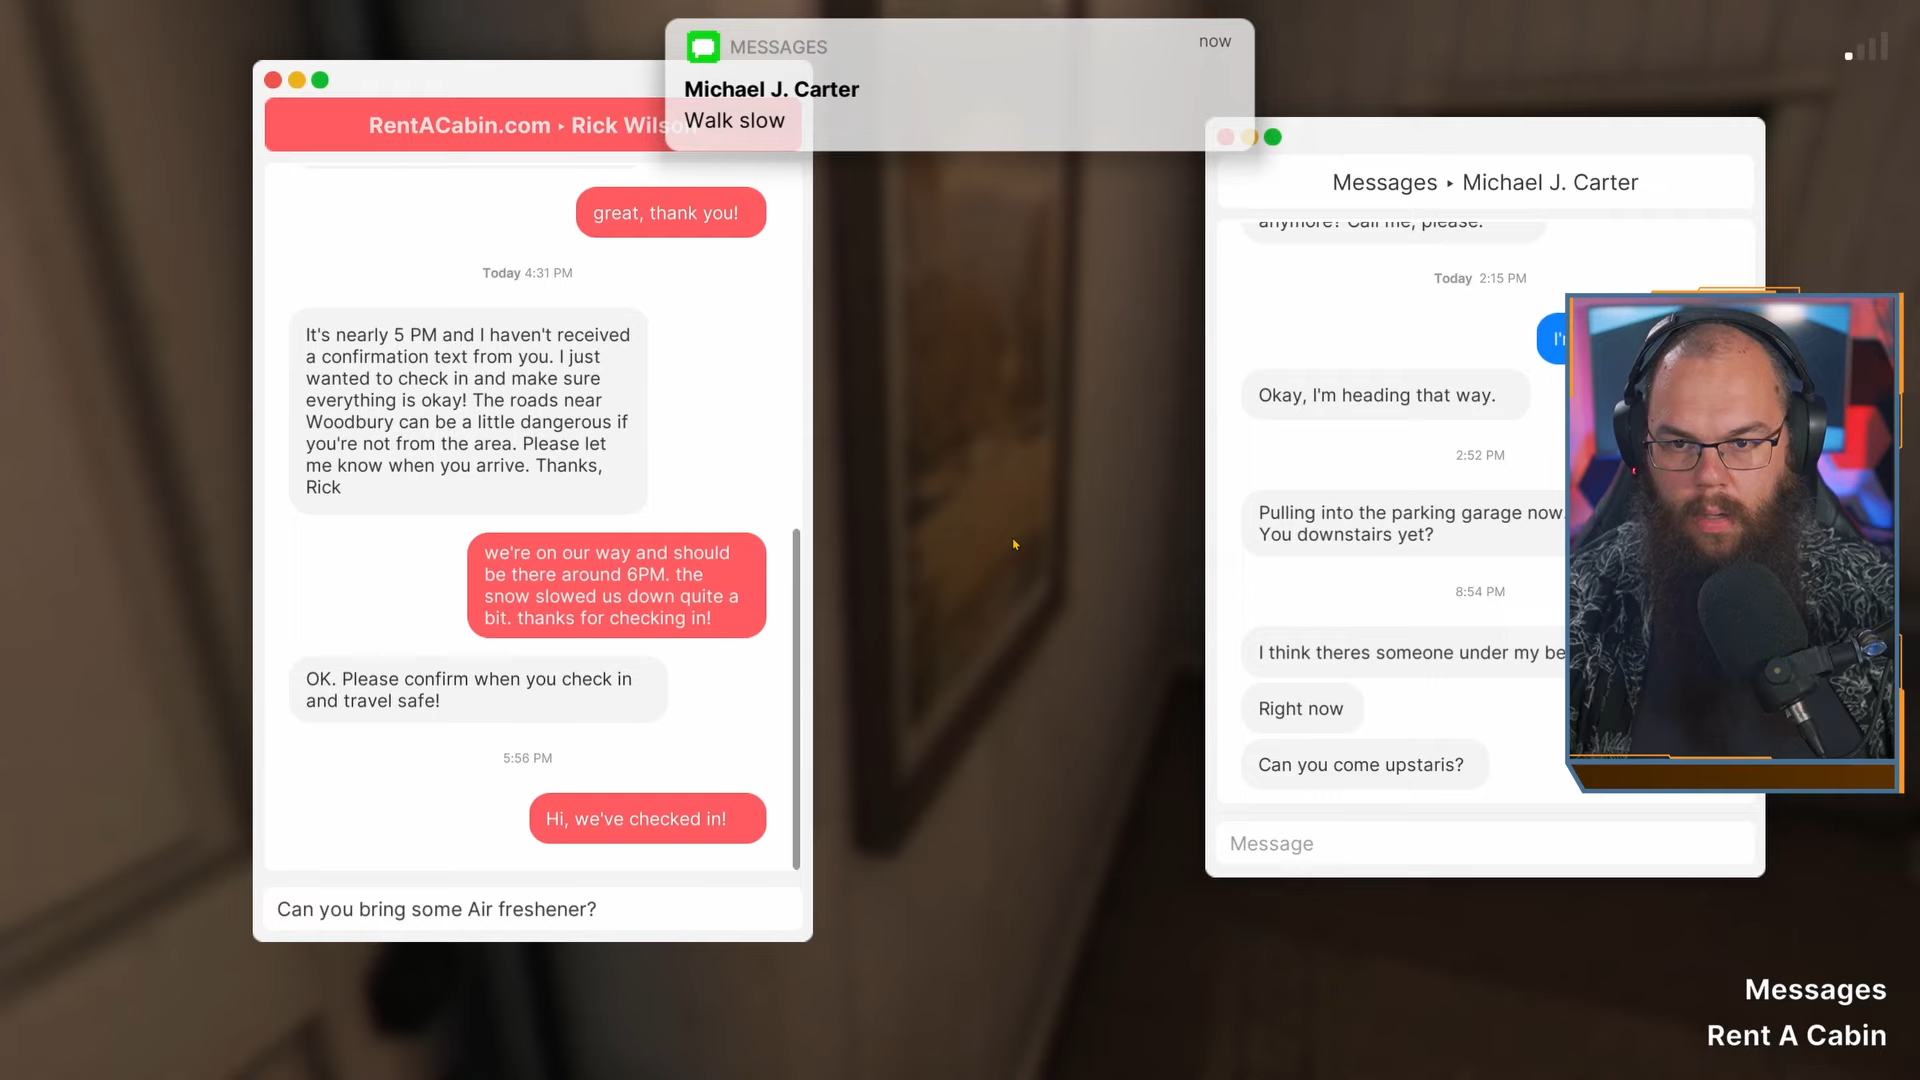 MESSAGES
now
Michael J. Carter
Walk slow
RentACabin.com ‣ Rick Wilson
great, thank you!
Today 4:31 PM
It's nearly 5 PM and I haven't received
a confirmation text from you. I just
wanted to check in and make sure
everything is okay! The roads near
Woodbury can be a little dangerous if
you're not from the area. Please let
me know when you arrive. Thanks,
Rick
we're on our way and should
be there around 6PM. the
snow slowed us down quite a
bit. thanks for checking in!
OK. Please confirm when you check in
and travel safe!
5:56 PM
Hi, we've checked in!
Can you bring some Air freshener?
Messages ‣ Michael J. Carter
anymore? Call me, please.
Today 2:15 PM
Okay, I'm heading that way.
2:52 PM
Pulling into the parking garage now.
You downstairs yet?
8:54 PM
I think theres someone under my be
Right now
Can you come upstaris?
Message
Messages
Rent A Cabin